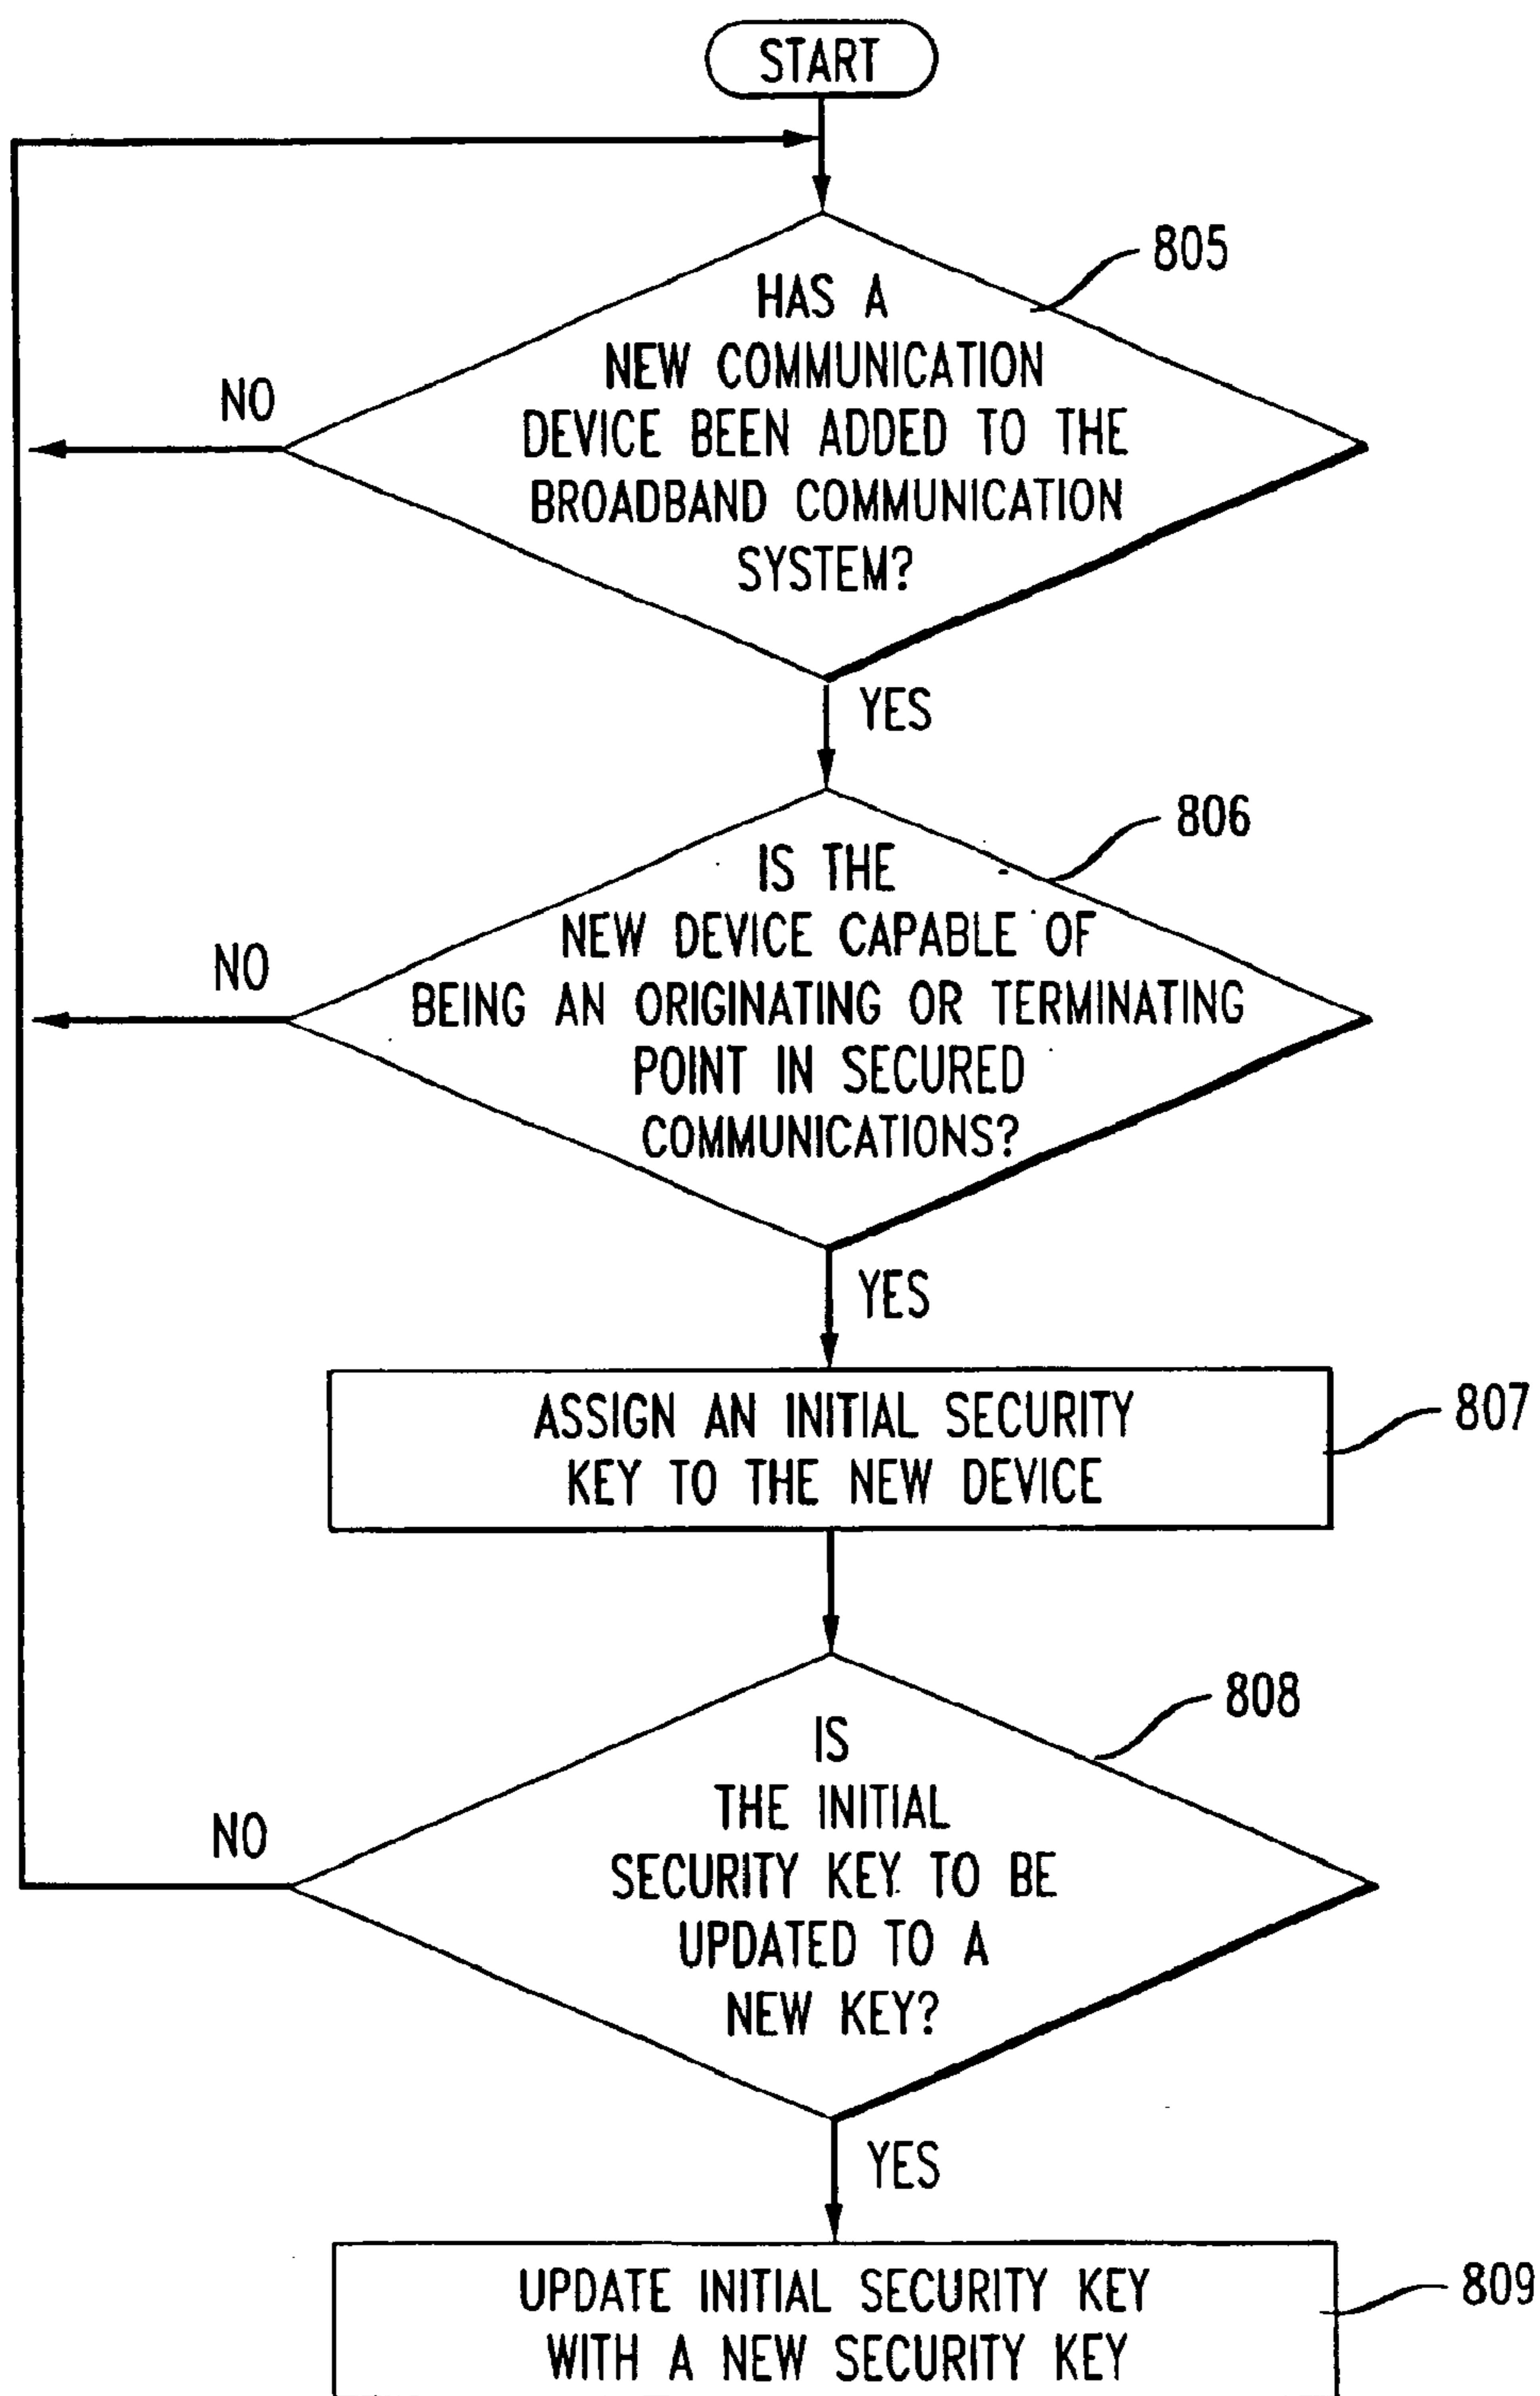 START
805
HAS A
NEW COMMUNICATION
DEVICE BEEN ADDED TO THE
BROADBAND COMMUNICATION
SYSTEM?
NO
YES
806
IS THE
NEW DEVICE CAPABLE OF
BEING AN ORIGINATING OR TERMINATING
POINT IN SECURED
COMMUNICATIONS?
NO
YES
ASSIGN AN INITIAL SECURITY
KEY TO THE NEW DEVICE
807
808
IS
THE INITIAL
SECURITY KEY TO BE
UPDATED TO A
NEW KEY?
NO
YES
UPDATE INITIAL SECURITY KEY
WITH A NEW SECURITY KEY
809